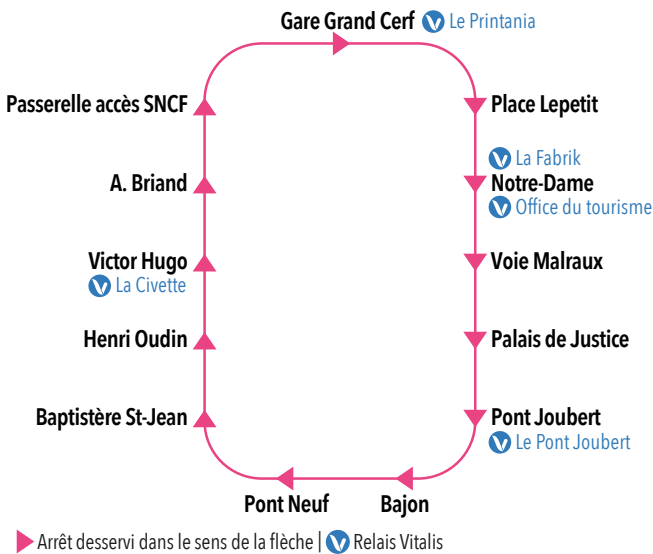 Gare Grand Cerf Le Printania
Passerelle accès SNCF
Place Lepetit
La Fabrik
A. Briand
Notre-Dame
Office du tourisme
Victor Hugo
Voie Malraux
La Civette
Henri Oudin
Palais de Justice
Baptistère St-Jean
Pont Joubert
Le Pont Joubert
Pont Neuf
Bajon
Arrêt desservi dans le sens de la flèche | Relais Vitalis